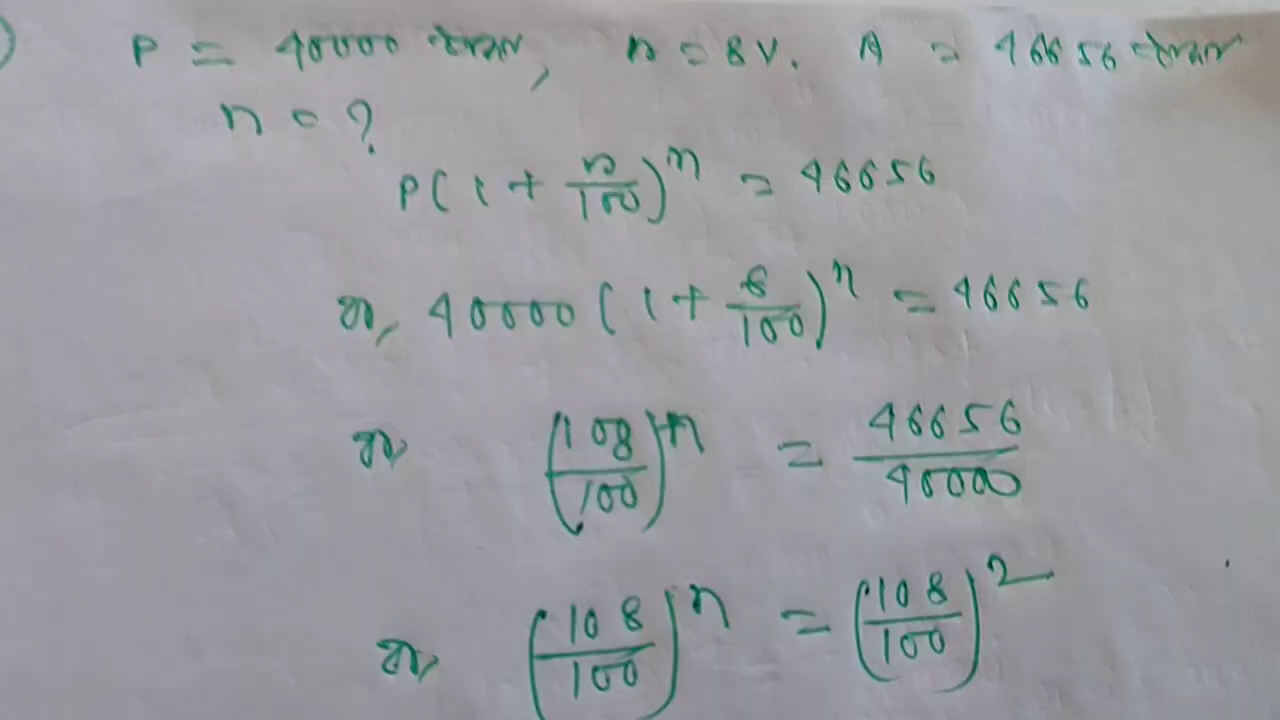 ) P = 40000 টাকা, r = 8%. A = 46656 টাকা
n = ?
P(1 + r/100)^n = 46656
বা, 40000(1 + 8/100)^n = 46656
বা (108/100)^n = 46656/40000
বা (108/100)^n = (108/100)^2